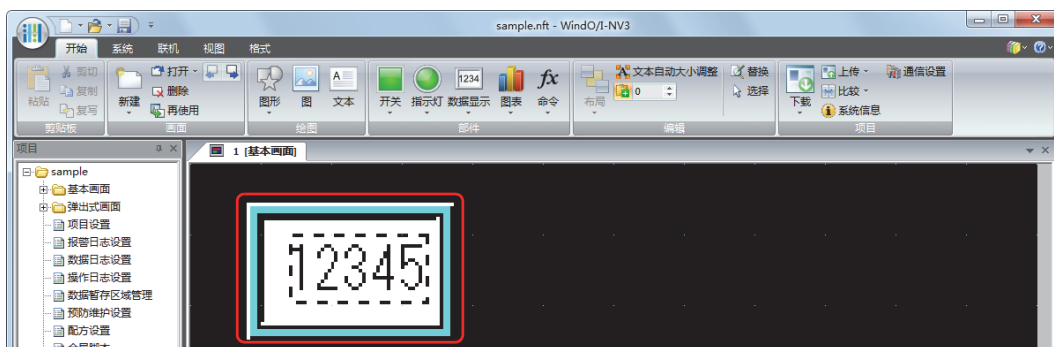 sample.nft - WindO/I-NV3
开始 系统 联机 视图 格式
剪切 打开 A 1234 fx 文本自动大小调整 替换 上传 通信设置
粘贴 复制 新建 删除 图形 图 文本 开关 指示灯 数据显示 图表 命令 布局 0 选择 下载 比较
复写 再使用 系统信息
剪贴板 画面 绘图 部件 编辑 项目
项目 1 [基本画面]
sample
基本画面
弹出式画面
项目设置
报警日志设置
数据日志设置
操作日志设置
数据暂存区域管理
预防维护设置
配方设置
全局脚本
12345